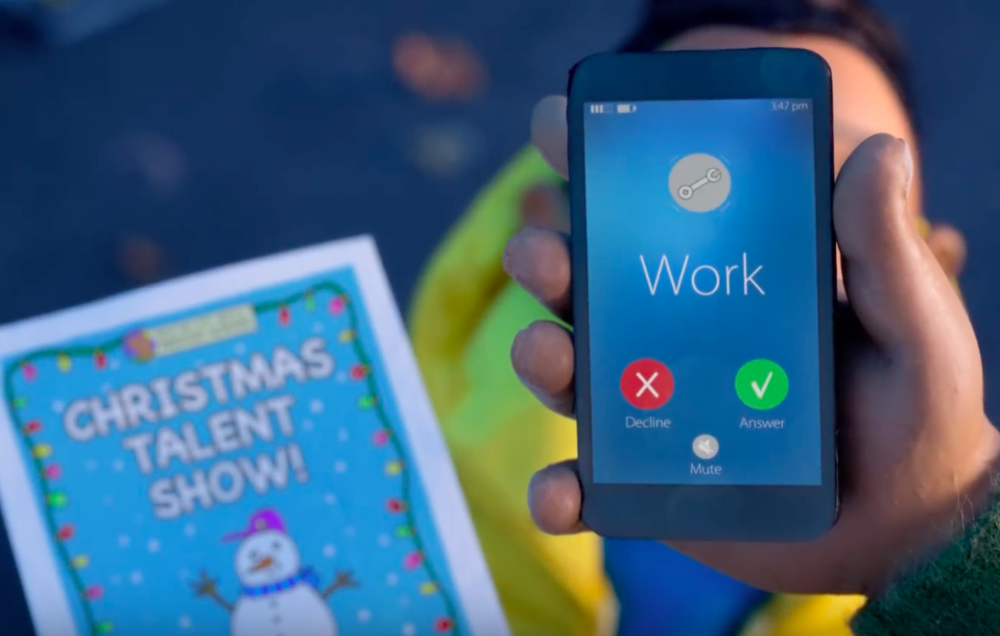 CHRISTMAS
TALENT
SHOW!
3:47 pm
Work
Decline Answer
Mute